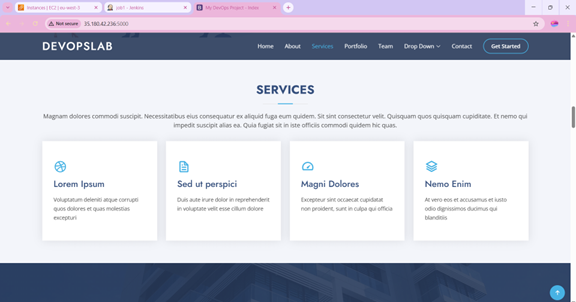 Instances | EC2 | eu-west-3
job1 - Jenkins
My DevOps Project - Index
Not secure
35.180.42.236:5000
DEVOPSLAB
Home
About
Services
Portfolio
Team
Drop Down
Contact
Get Started
SERVICES
Magnam dolores commodi suscipit. Necessitatibus eius consequatur ex aliquid fuga eum quidem. Sit sint consectetur velit. Quisquam quos quisquam cupiditate. Et nemo qui
impedit suscipit alias ea. Quia fugiat sit in iste officiis commodi quidem hic quas.
Lorem Ipsum
Voluptatum deleniti atque corrupti
quos dolores et quas molestias
excepturi
Sed ut perspici
Duis aute irure dolor in reprehenderit
in voluptate velit esse cillum dolore
Magni Dolores
Excepteur sint occaecat cupidatat
non proident, sunt in culpa qui officia
Nemo Enim
At vero eos et accusamus et iusto
odio dignissimos ducimus qui
blanditiis